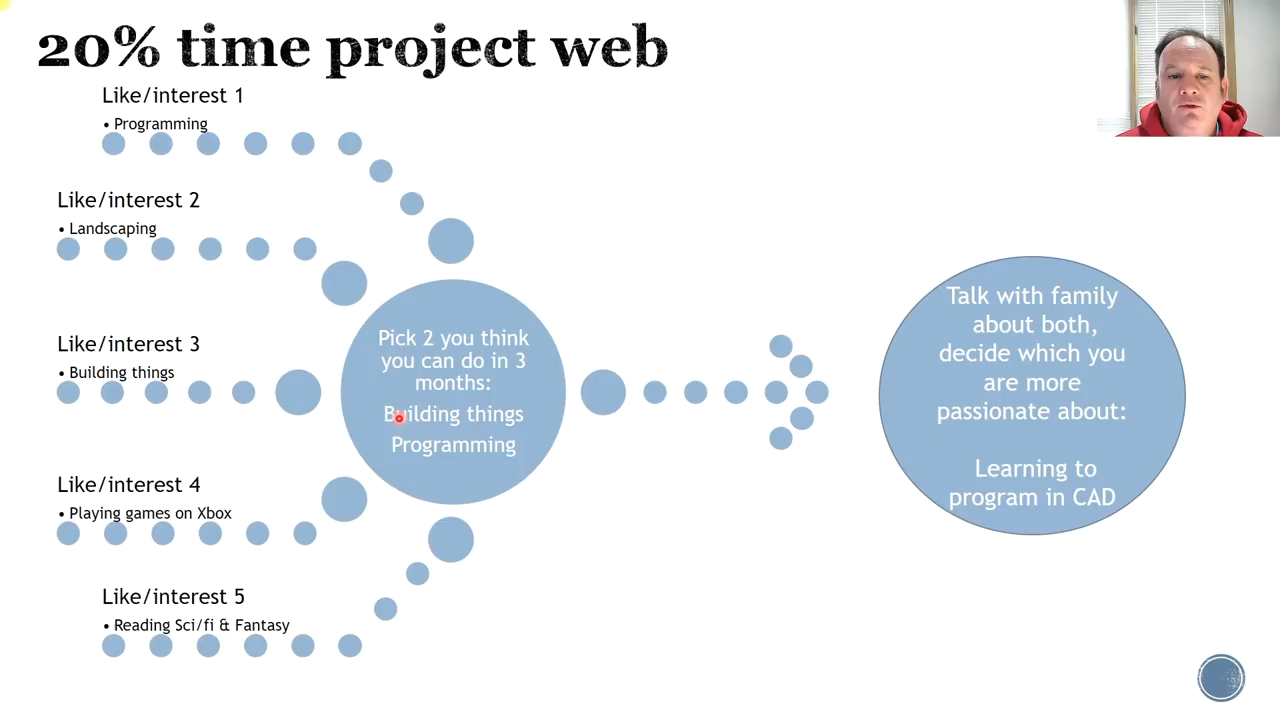 20% time project web
Like/interest 1
• Programming
Like/interest 2
• Landscaping
Like/interest 3
• Building things
Like/interest 4
• Playing games on Xbox
Like/interest 5
• Reading Sci/fi & Fantasy
Pick 2 you think
you can do in 3
months:
Building things
Programming
Talk with family
about both,
decide which you
are more
passionate about:
Learning to
program in CAD